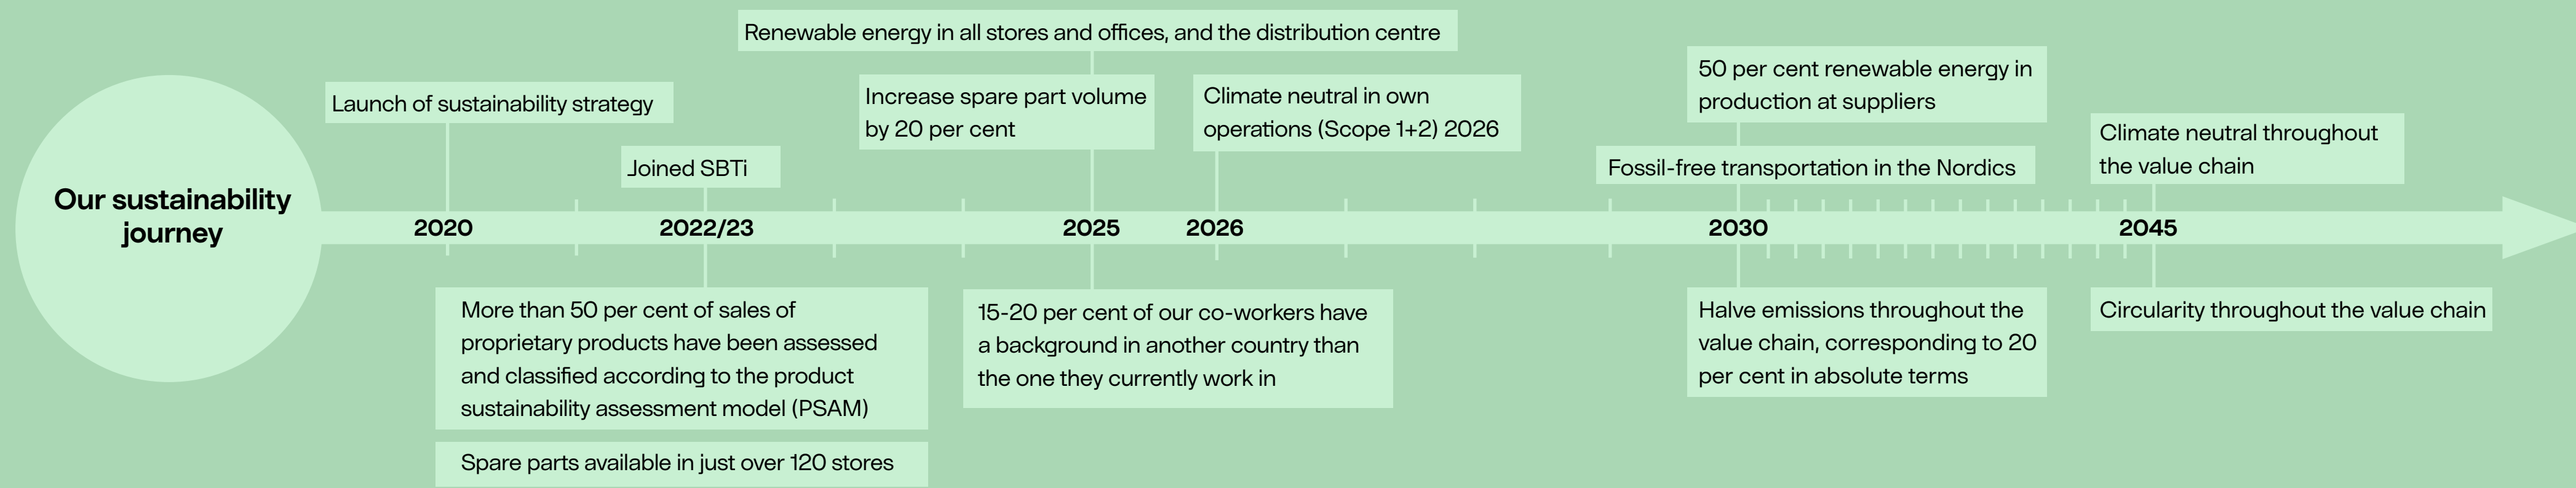 Our sustainability
journey
Launch of sustainability strategy
2020
Joined SBTi
2022/23
More than 50 per cent of sales of
proprietary products have been assessed
and classified according to the product
sustainability assessment model (PSAM)
Spare parts available in just over 120 stores
Renewable energy in all stores and offices, and the distribution centre
Increase spare part volume
by 20 per cent
2025
15-20 per cent of our co-workers have
a background in another country than
the one they currently work in
Climate neutral in own
operations (Scope 1+2) 2026
2026
50 per cent renewable energy in
production at suppliers
Fossil-free transportation in the Nordics
2030
Halve emissions throughout the
value chain, corresponding to 20
per cent in absolute terms
Climate neutral throughout
the value chain
2045
Circularity throughout the value chain